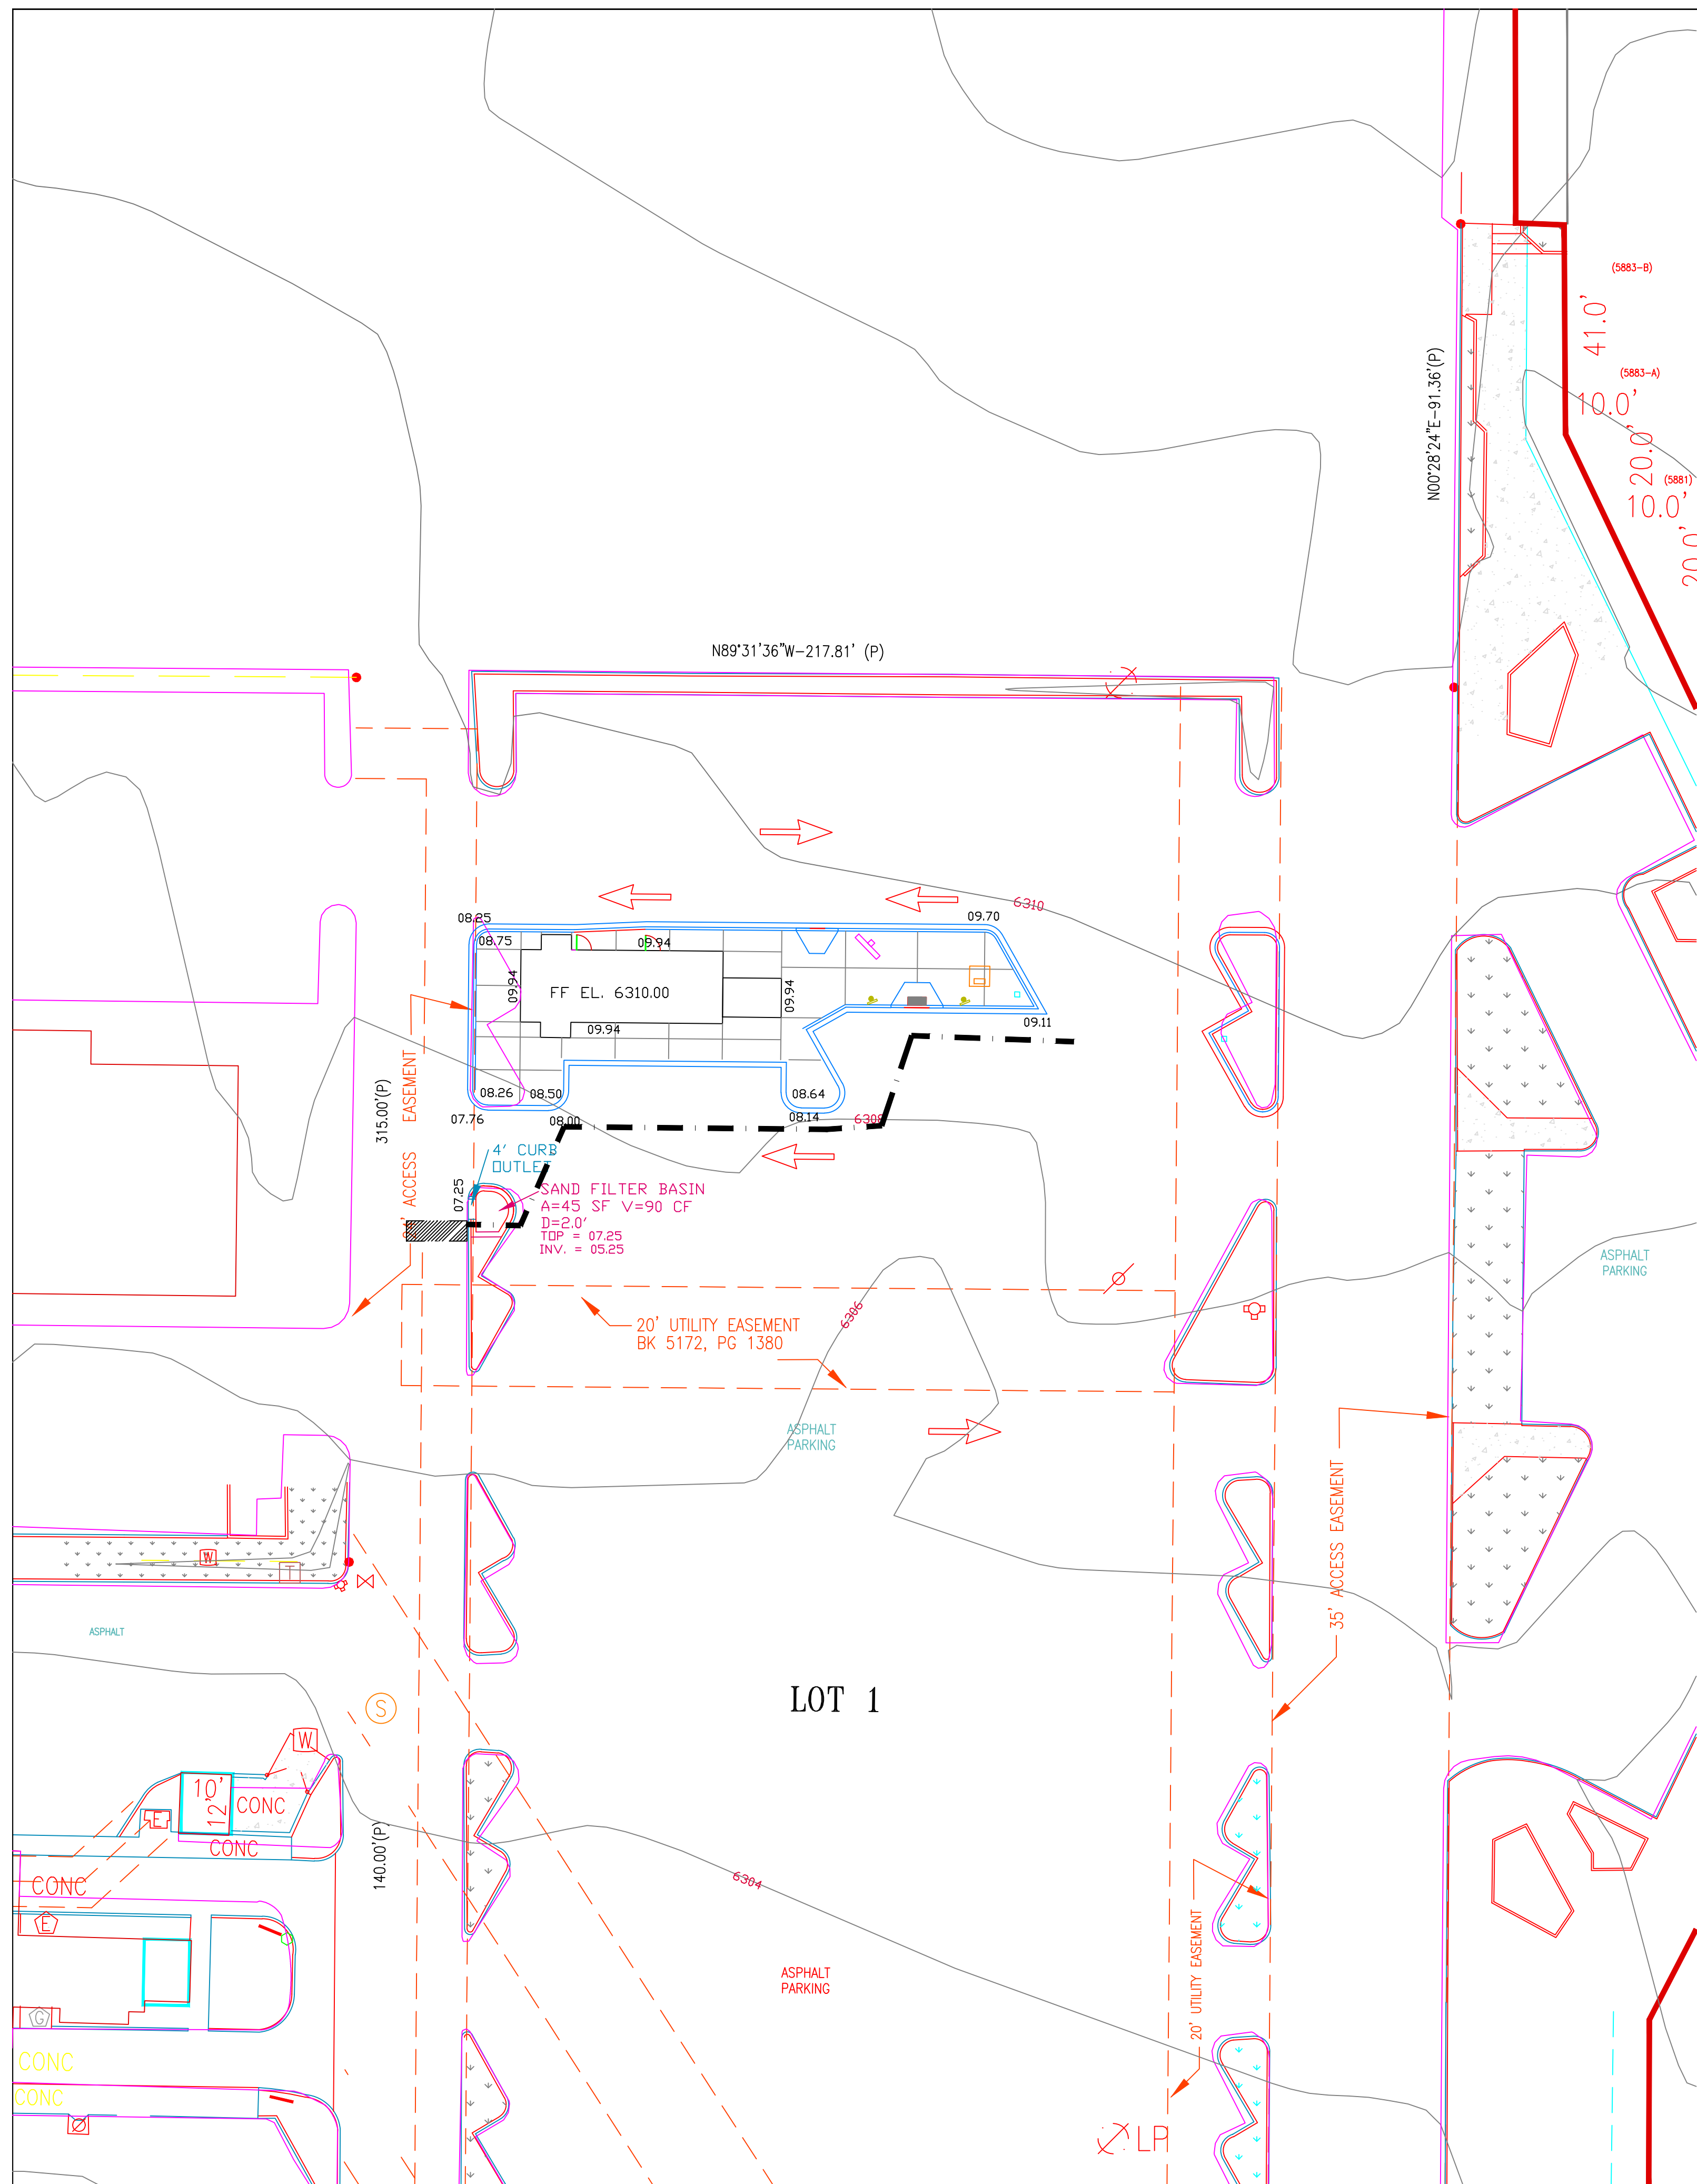 (5883-B)
41.0'
(5883-A)
10.0'
20.0'
(5881)
10.0'
20.0'
N00°28'24"E-91.36'(P)
N89°31'36"W-217.81' (P)
6310
08.25
09.70
08.75
09.94
09.94
FF EL. 6310.00
09.94
09.94
09.11
08.26
08.50
08.64
07.76
08.00
08.14
6308
315.00'(P)
ACCESS EASEMENT
4' CURB
OUTLET
07.25
SAND FILTER BASIN
A=45 SF V=90 CF
D=2.0'
TOP = 07.25
INV. = 05.25
ASPHALT
PARKING
20' UTILITY EASEMENT
BK 5172, PG 1380
6306
ASPHALT
PARKING
35' ACCESS EASEMENT
W
T
ASPHALT
LOT 1
S
W
10'
12'
CONC
E
CONC
140.00'(P)
CONC
6304
E
20' UTILITY EASEMENT
ASPHALT
PARKING
G
CONC
CONC
LP